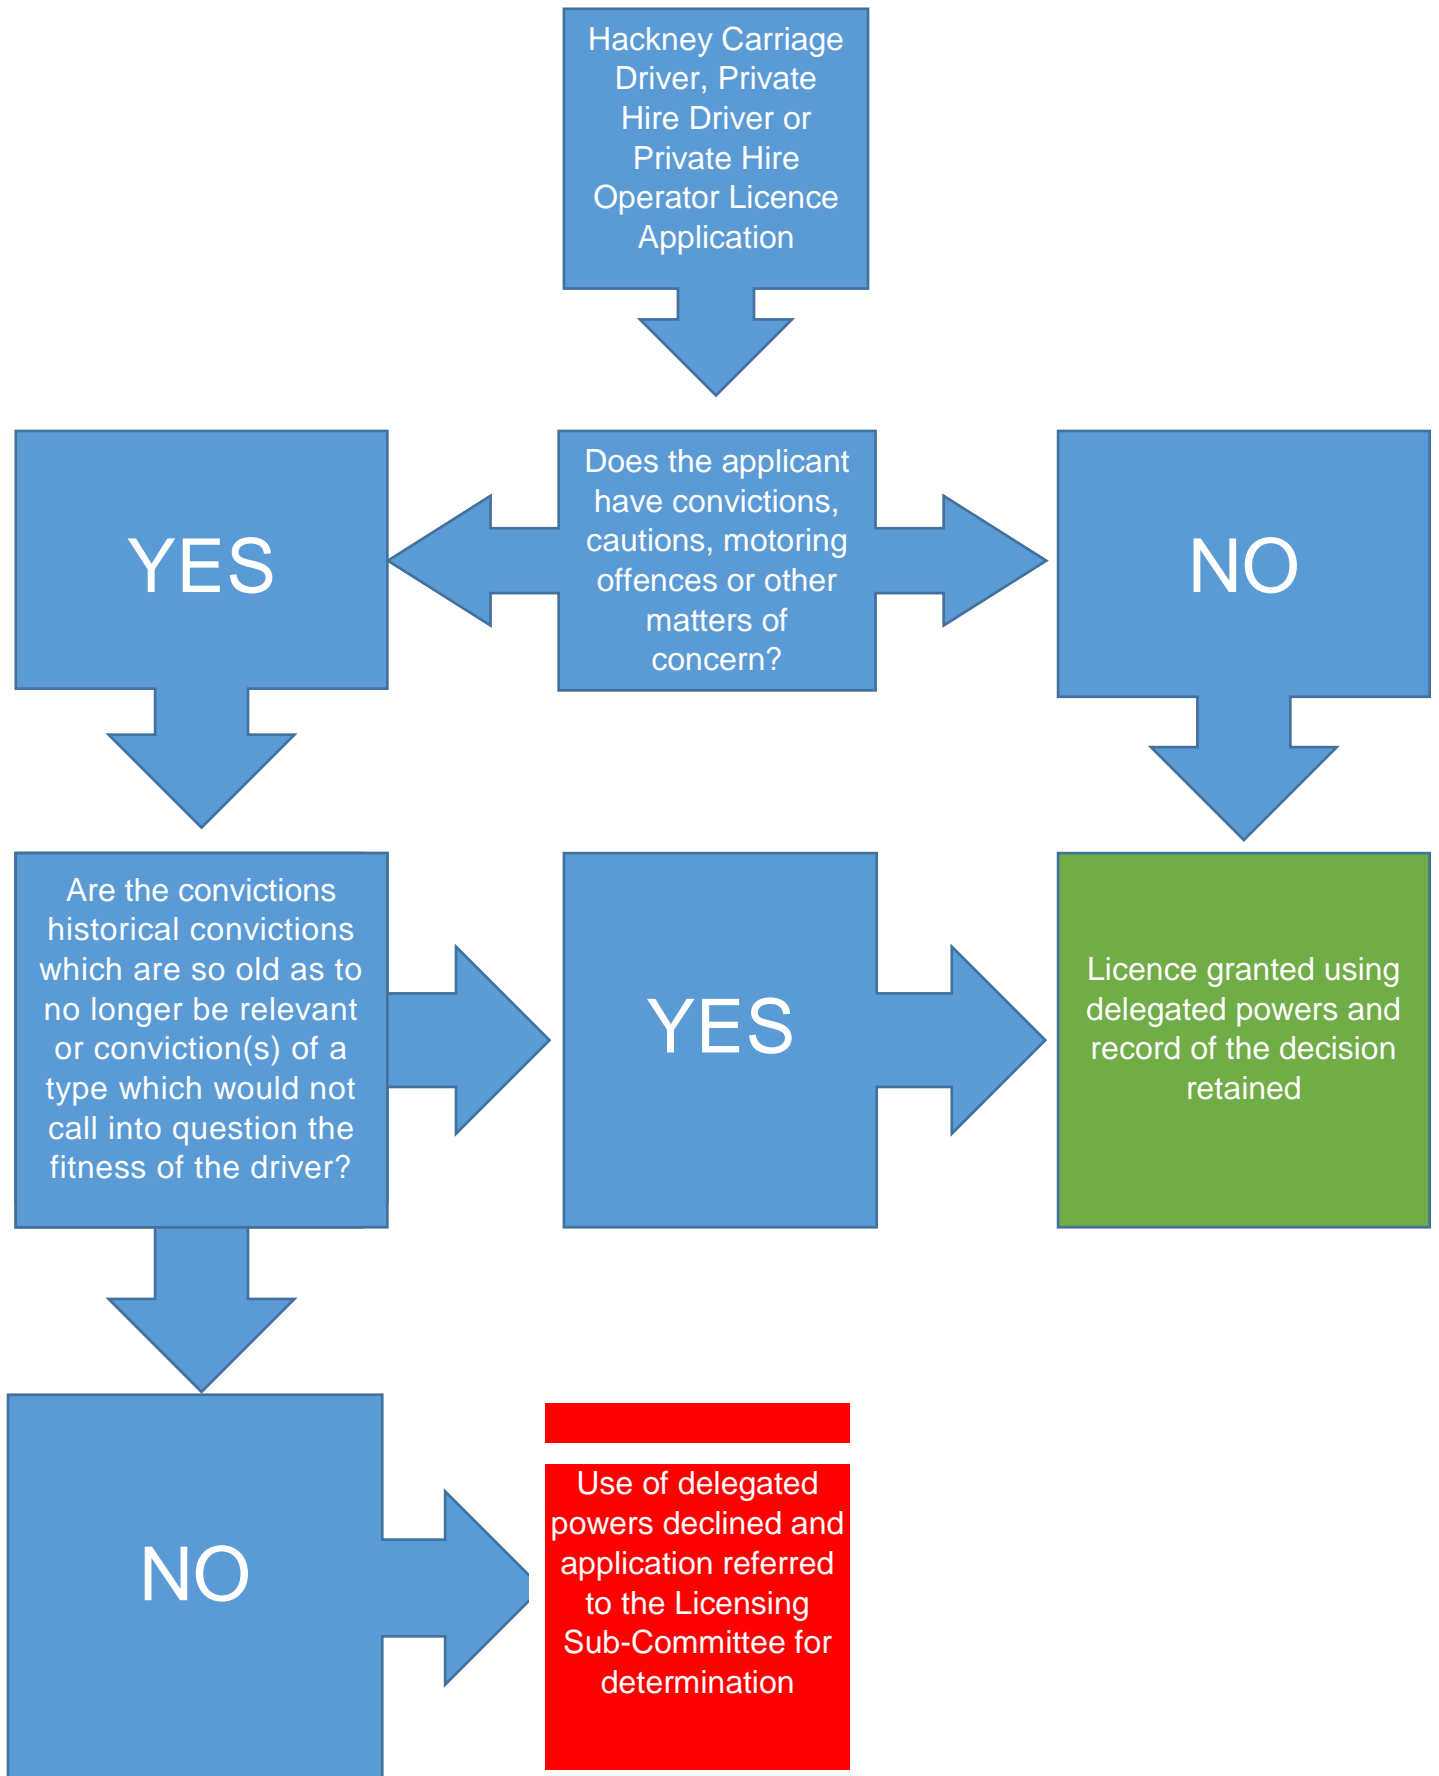 Hackney Carriage
Driver, Private
Hire Driver or
Private Hire
Operator Licence
Application
YES
Does the applicant
have convictions,
cautions, motoring
offences or other
matters of
concern?
NO
Are the convictions
historical convictions
which are so old as to
no longer be relevant
or conviction(s) of a
type which would not
call into question the
fitness of the driver?
YES
Licence granted using
delegated powers and
record of the decision
retained
NO
Use of delegated
powers declined and
application referred
to the Licensing
Sub-Committee for
determination